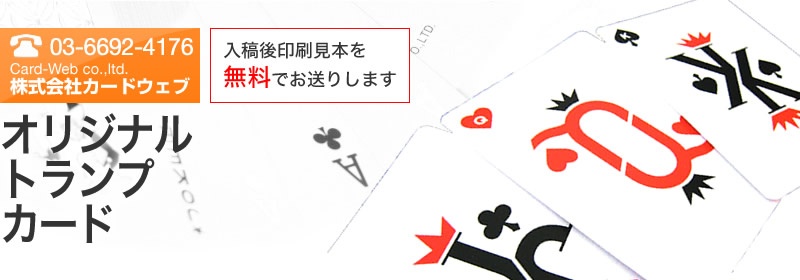 03-6692-4176
Card-Web co.,ltd.
株式会社カードウェブ
入稿後印刷見本を
無料でお送りします
オリジナル
トランプ
カード
O.,LTD.
A
Q
Q
K